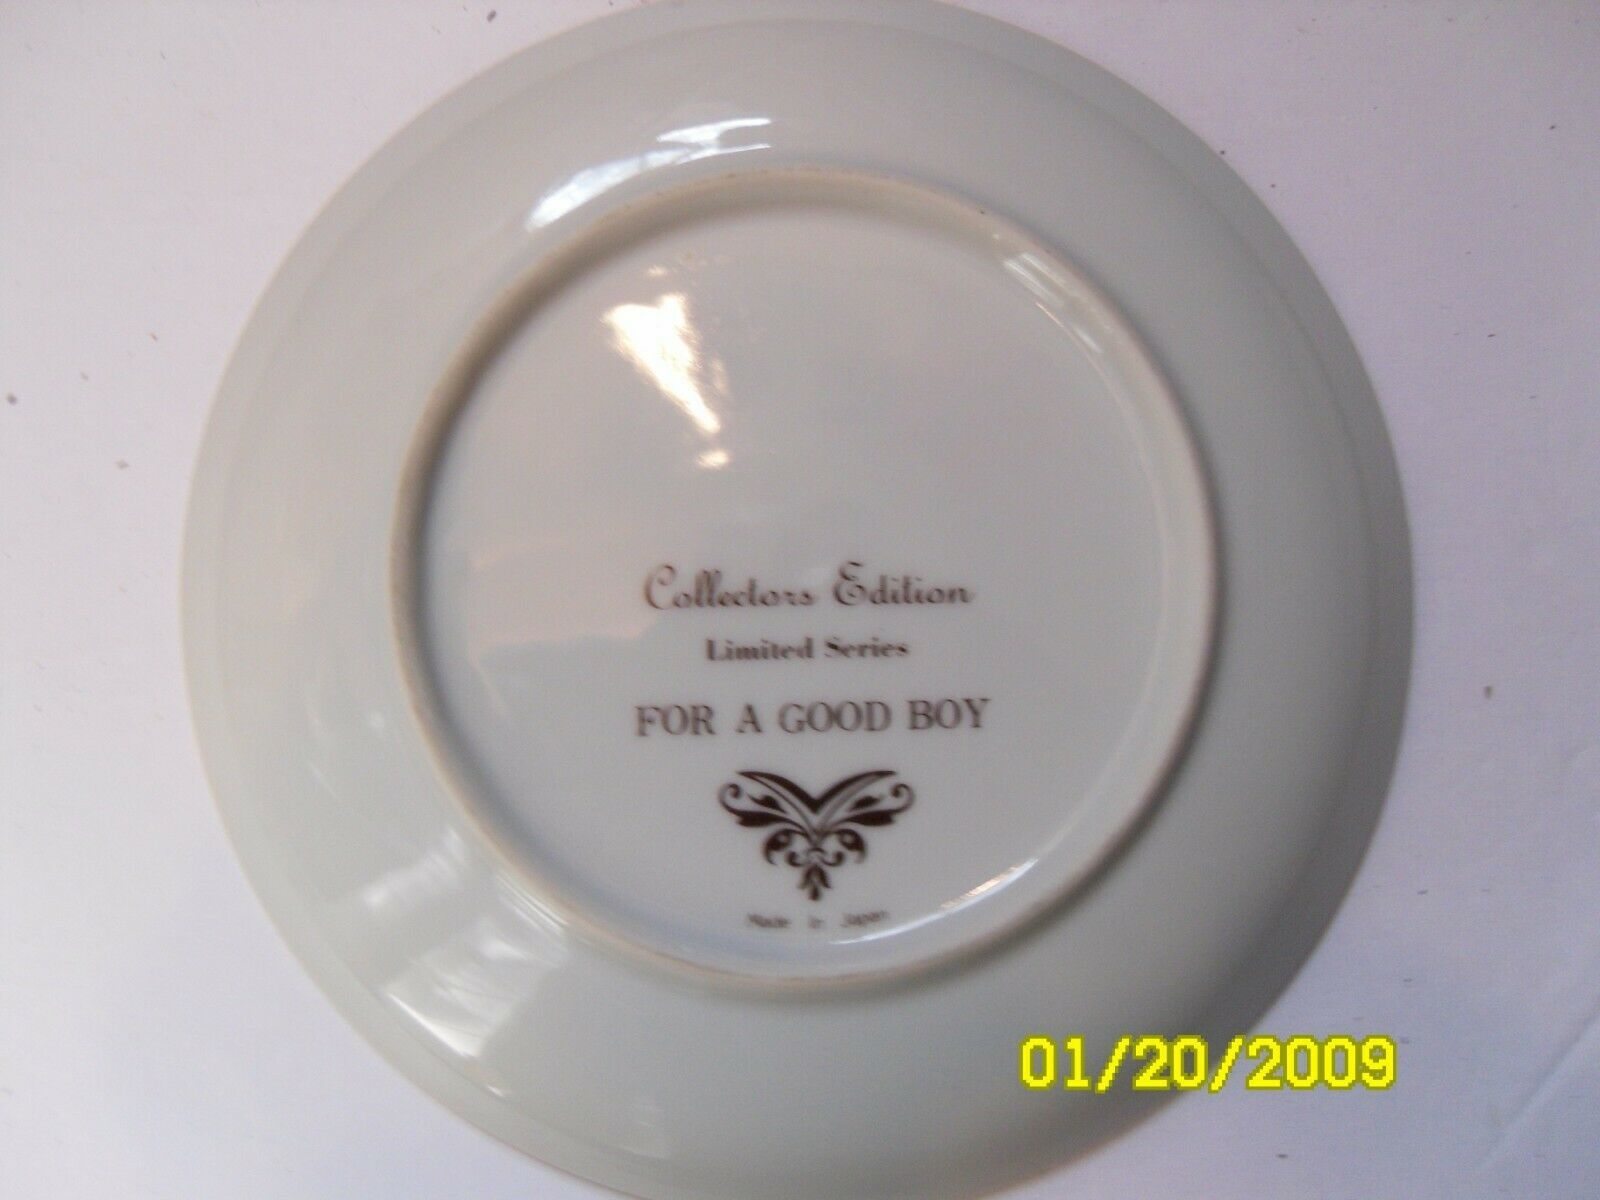 Collectors Edition
Limited Series
FOR A GOOD BOY
Made in Japan
01/20/2009